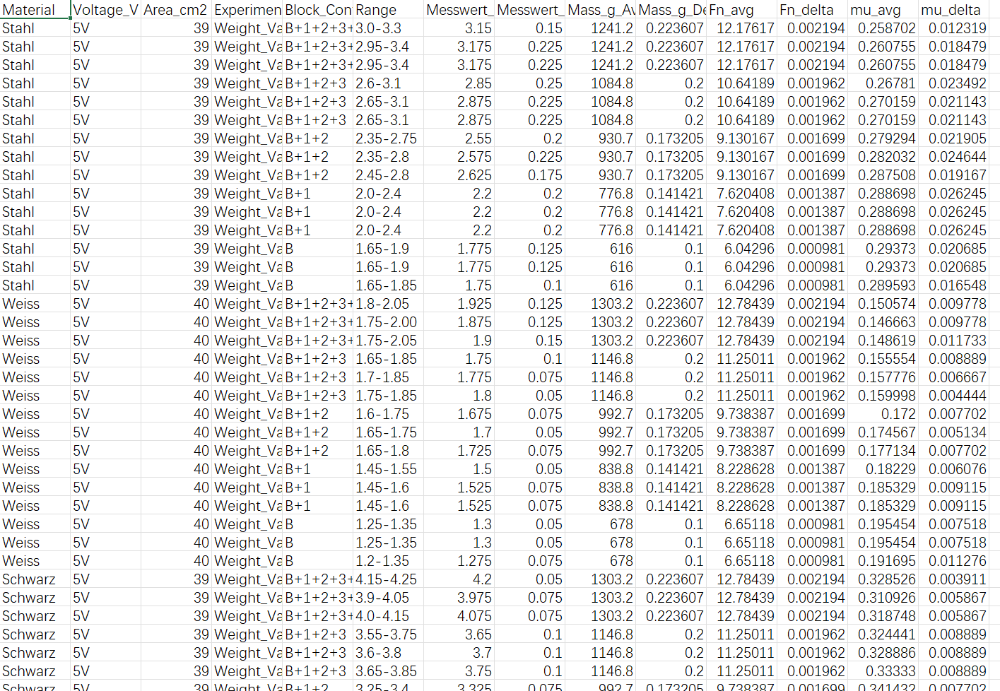 Material Voltage_V Area_cm2 Experimen Block_Con Range Messwert_ Messwert_ Mass_g_Av Mass_g_De Fn_avg Fn_delta mu_avg mu_delta
Stahl 5V 39 Weight_Va B+1+2+3+ 3.0-3.3 3.15 0.15 1241.2 0.223607 12.17617 0.002194 0.258702 0.012319
Stahl 5V 39 Weight_Va B+1+2+3+ 2.95-3.4 3.175 0.225 1241.2 0.223607 12.17617 0.002194 0.260755 0.018479
Stahl 5V 39 Weight_Va B+1+2+3+ 2.95-3.4 3.175 0.225 1241.2 0.223607 12.17617 0.002194 0.260755 0.018479
Stahl 5V 39 Weight_Va B+1+2+3 2.6-3.1 2.85 0.25 1084.8 0.2 10.64189 0.001962 0.26781 0.023492
Stahl 5V 39 Weight_Va B+1+2+3 2.65-3.1 2.875 0.225 1084.8 0.2 10.64189 0.001962 0.270159 0.021143
Stahl 5V 39 Weight_Va B+1+2+3 2.65-3.1 2.875 0.225 1084.8 0.2 10.64189 0.001962 0.270159 0.021143
Stahl 5V 39 Weight_Va B+1+2 2.35-2.75 2.55 0.2 930.7 0.173205 9.130167 0.001699 0.279294 0.021905
Stahl 5V 39 Weight_Va B+1+2 2.35-2.8 2.575 0.225 930.7 0.173205 9.130167 0.001699 0.282032 0.024644
Stahl 5V 39 Weight_Va B+1+2 2.45-2.8 2.625 0.175 930.7 0.173205 9.130167 0.001699 0.287508 0.019167
Stahl 5V 39 Weight_Va B+1 2.0-2.4 2.2 0.2 776.8 0.141421 7.620408 0.001387 0.288698 0.026245
Stahl 5V 39 Weight_Va B+1 2.0-2.4 2.2 0.2 776.8 0.141421 7.620408 0.001387 0.288698 0.026245
Stahl 5V 39 Weight_Va B+1 2.0-2.4 2.2 0.2 776.8 0.141421 7.620408 0.001387 0.288698 0.026245
Stahl 5V 39 Weight_Va B 1.65-1.9 1.775 0.125 616 0.1 6.04296 0.000981 0.29373 0.020685
Stahl 5V 39 Weight_Va B 1.65-1.9 1.775 0.125 616 0.1 6.04296 0.000981 0.29373 0.020685
Stahl 5V 39 Weight_Va B 1.65-1.85 1.75 0.1 616 0.1 6.04296 0.000981 0.289593 0.016548
Weiss 5V 40 Weight_Va B+1+2+3+ 1.8-2.05 1.925 0.125 1303.2 0.223607 12.78439 0.002194 0.150574 0.009778
Weiss 5V 40 Weight_Va B+1+2+3+ 1.75-2.00 1.875 0.125 1303.2 0.223607 12.78439 0.002194 0.146663 0.009778
Weiss 5V 40 Weight_Va B+1+2+3+ 1.75-2.05 1.9 0.15 1303.2 0.223607 12.78439 0.002194 0.148619 0.011733
Weiss 5V 40 Weight_Va B+1+2+3 1.65-1.85 1.75 0.1 1146.8 0.2 11.25011 0.001962 0.155554 0.008889
Weiss 5V 40 Weight_Va B+1+2+3 1.7-1.85 1.775 0.075 1146.8 0.2 11.25011 0.001962 0.157776 0.006667
Weiss 5V 40 Weight_Va B+1+2+3 1.75-1.85 1.8 0.05 1146.8 0.2 11.25011 0.001962 0.159998 0.004444
Weiss 5V 40 Weight_Va B+1+2 1.6-1.75 1.675 0.075 992.7 0.173205 9.738387 0.001699 0.172 0.007702
Weiss 5V 40 Weight_Va B+1+2 1.65-1.75 1.7 0.05 992.7 0.173205 9.738387 0.001699 0.174567 0.005134
Weiss 5V 40 Weight_Va B+1+2 1.65-1.8 1.725 0.075 992.7 0.173205 9.738387 0.001699 0.177134 0.007702
Weiss 5V 40 Weight_Va B+1 1.45-1.55 1.5 0.05 838.8 0.141421 8.228628 0.001387 0.18229 0.006076
Weiss 5V 40 Weight_Va B+1 1.45-1.6 1.525 0.075 838.8 0.141421 8.228628 0.001387 0.185329 0.009115
Weiss 5V 40 Weight_Va B+1 1.45-1.6 1.525 0.075 838.8 0.141421 8.228628 0.001387 0.185329 0.009115
Weiss 5V 40 Weight_Va B 1.25-1.35 1.3 0.05 678 0.1 6.65118 0.000981 0.195454 0.007518
Weiss 5V 40 Weight_Va B 1.25-1.35 1.3 0.05 678 0.1 6.65118 0.000981 0.195454 0.007518
Weiss 5V 40 Weight_Va B 1.2-1.35 1.275 0.075 678 0.1 6.65118 0.000981 0.191695 0.011276
Schwarz 5V 39 Weight_Va B+1+2+3+ 4.15-4.25 4.2 0.05 1303.2 0.223607 12.78439 0.002194 0.328526 0.003911
Schwarz 5V 39 Weight_Va B+1+2+3+ 3.9-4.05 3.975 0.075 1303.2 0.223607 12.78439 0.002194 0.310926 0.005867
Schwarz 5V 39 Weight_Va B+1+2+3+ 4.0-4.15 4.075 0.075 1303.2 0.223607 12.78439 0.002194 0.318748 0.005867
Schwarz 5V 39 Weight_Va B+1+2+3 3.55-3.75 3.65 0.1 1146.8 0.2 11.25011 0.001962 0.324441 0.008889
Schwarz 5V 39 Weight_Va B+1+2+3 3.6-3.8 3.7 0.1 1146.8 0.2 11.25011 0.001962 0.328886 0.008889
Schwarz 5V 39 Weight_Va B+1+2+3 3.65-3.85 3.75 0.1 1146.8 0.2 11.25011 0.001962 0.33333 0.008889
Schwarz 5V 39 Weight_Va B+1+2 3.25-3.4 3.325 0.075 992.7 0.173205 9.738387 0.001699 0.341432 0.007702